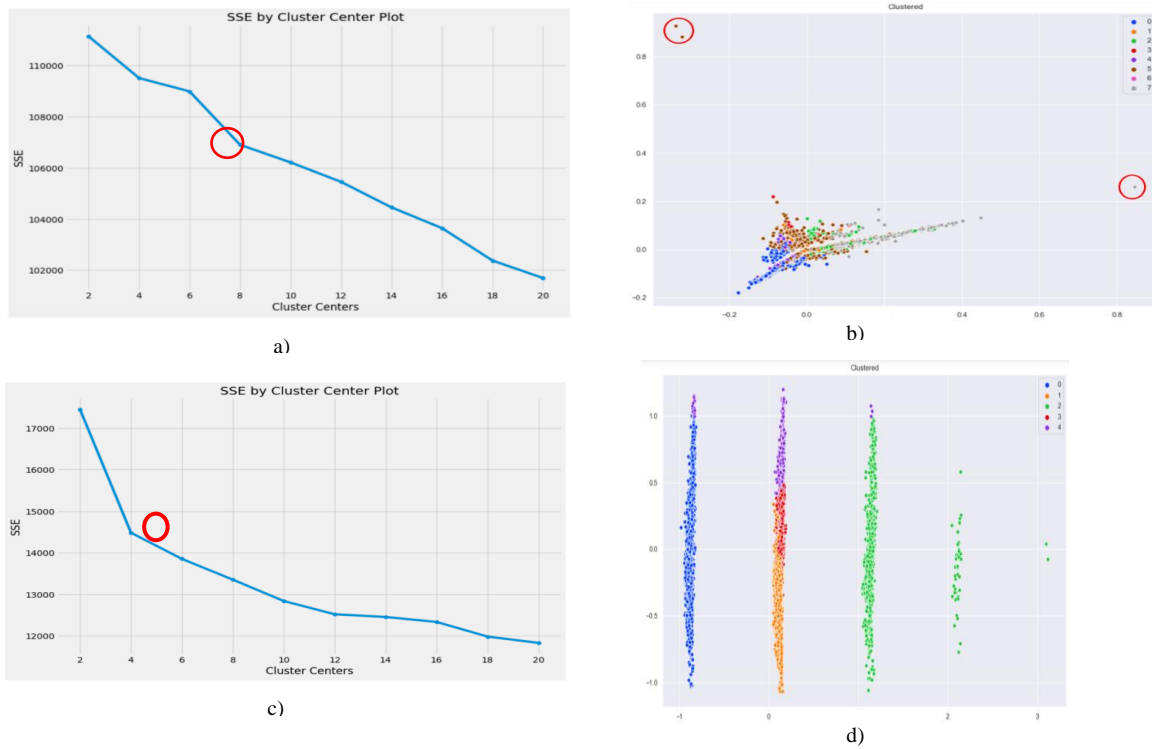 SSE by Cluster Center Plot
SSE
110000
108000
106000
104000
102000
2 4 6 8 10 12 14 16 18 20
Cluster Centers
a)
Clustered
0
1
2
3
4
5
6
7
0.8
0.6
0.4
0.2
0.0
−0.2
−0.2 0.0 0.2 0.4 0.6 0.8
b)
SSE by Cluster Center Plot
SSE
17000
16000
15000
14000
13000
12000
2 4 6 8 10 12 14 16 18 20
Cluster Centers
c)
Clustered
0
1
2
3
4
1.0
0.5
0.0
−0.5
−1.0
−1 0 2 3
d)